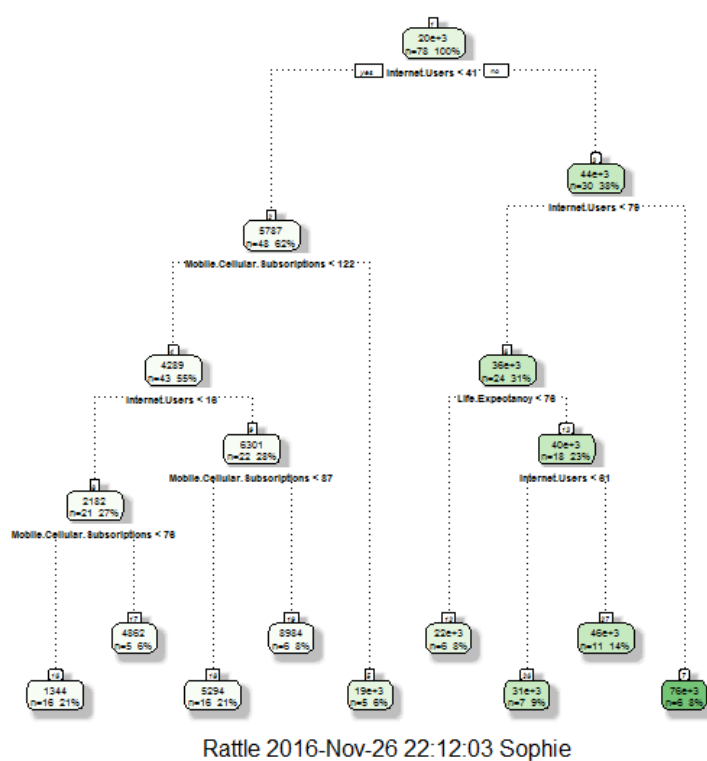 1
20e+3
n=78 100%
yes Internet.Users < 41 no
3
44e+3
n=30 38%
Internet.Users < 79
2
5787
n=48 62%
Mobile.Cellular.Subscriptions < 122
4
4289
n=43 55%
Internet.Users < 16
6
36e+3
n=24 31%
Life.Expectancy < 76
9
6301
n=22 28%
Mobile.Cellular.Subscriptions < 87
13
40e+3
n=18 23%
Internet.Users < 61
8
2182
n=21 27%
Mobile.Cellular.Subscriptions < 76
17
4862
n=5 6%
19
8984
n=6 8%
12
22e+3
n=6 8%
27
46e+3
n=11 14%
16
1344
n=16 21%
18
5294
n=16 21%
5
19e+3
n=5 6%
26
31e+3
n=7 9%
7
76e+3
n=6 8%
Rattle 2016-Nov-26 22:12:03 Sophie